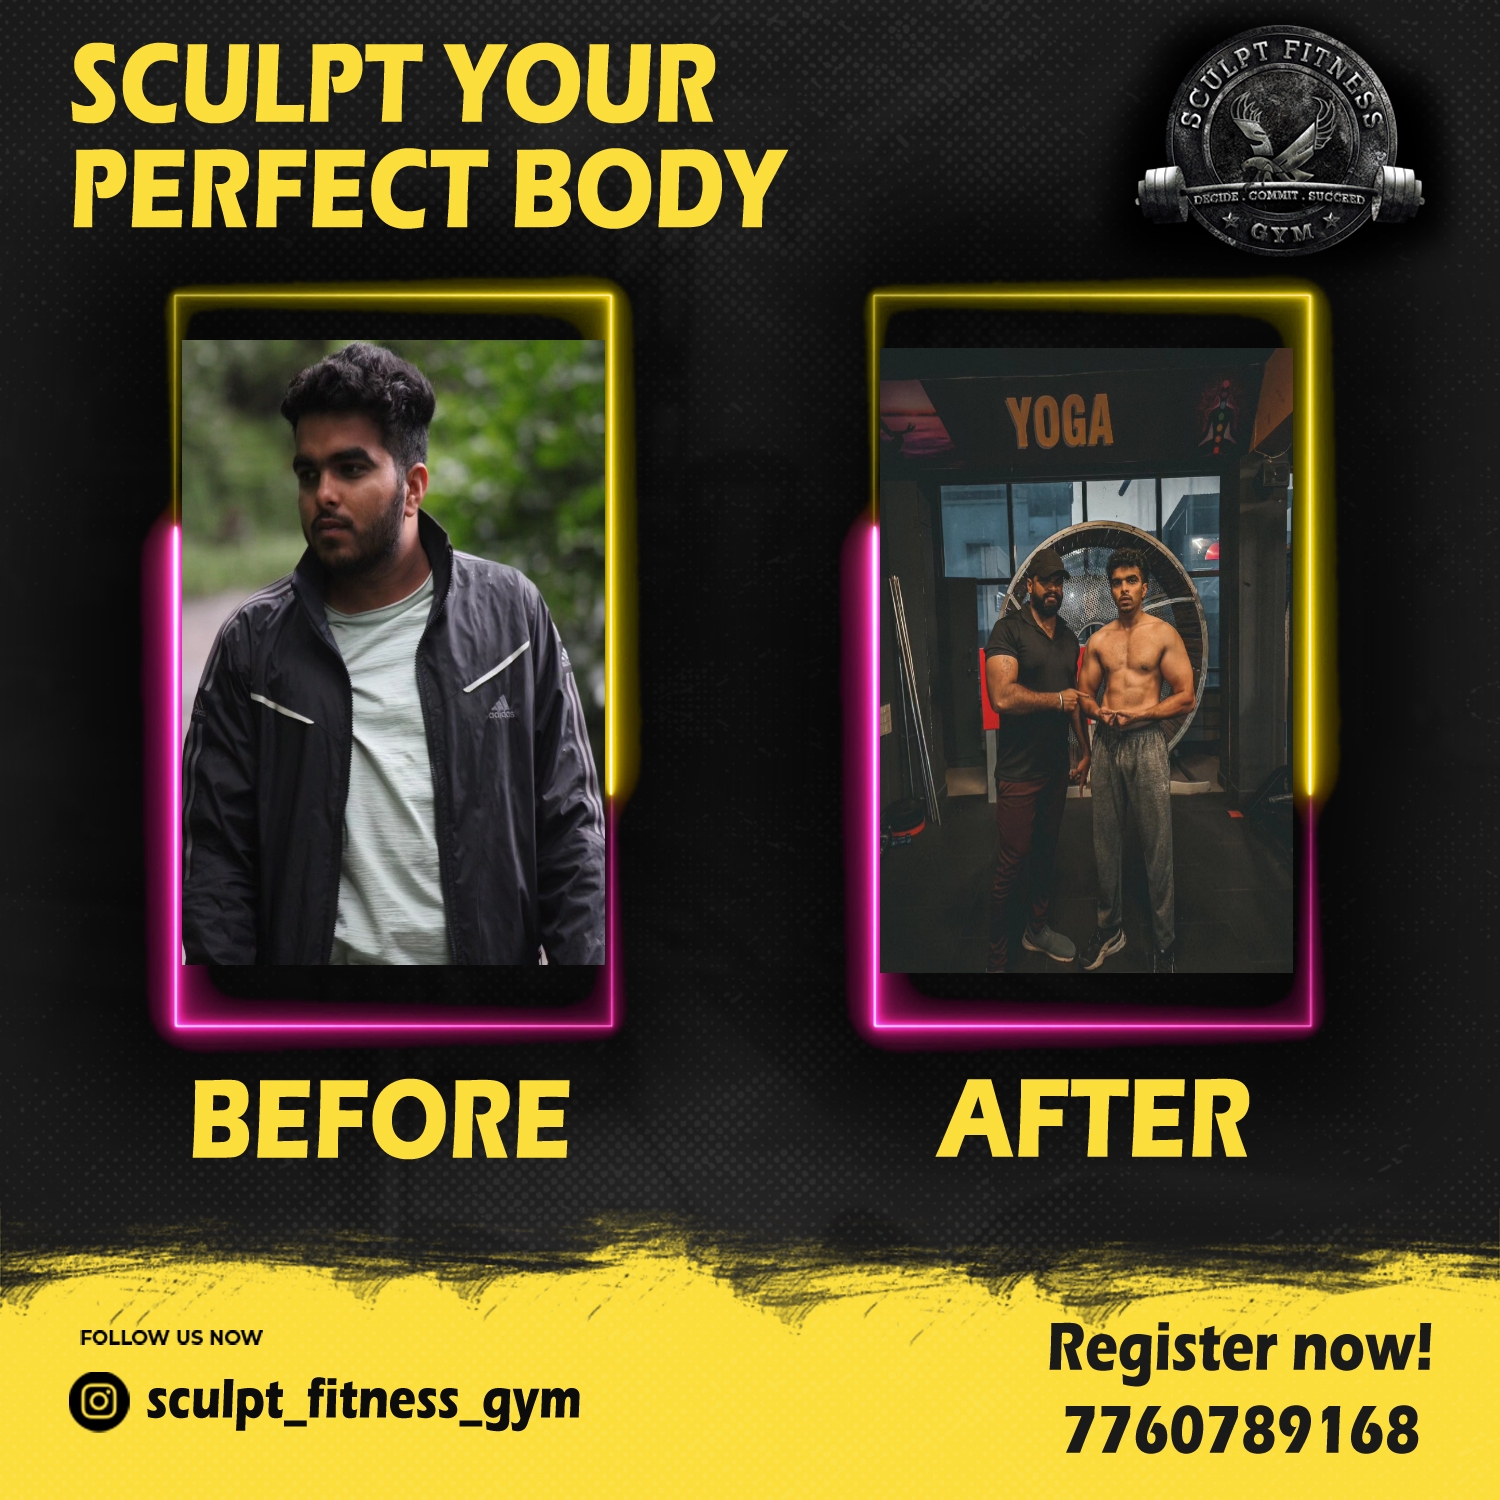 SCULPT YOUR
PERFECT BODY
SCULPT FITNESS
DECIDE . COMMIT . SUCCEED
GYM
YOGA
adidas
BEFORE
AFTER
FOLLOW US NOW
sculpt_fitness_gym
Register now!
7760789168